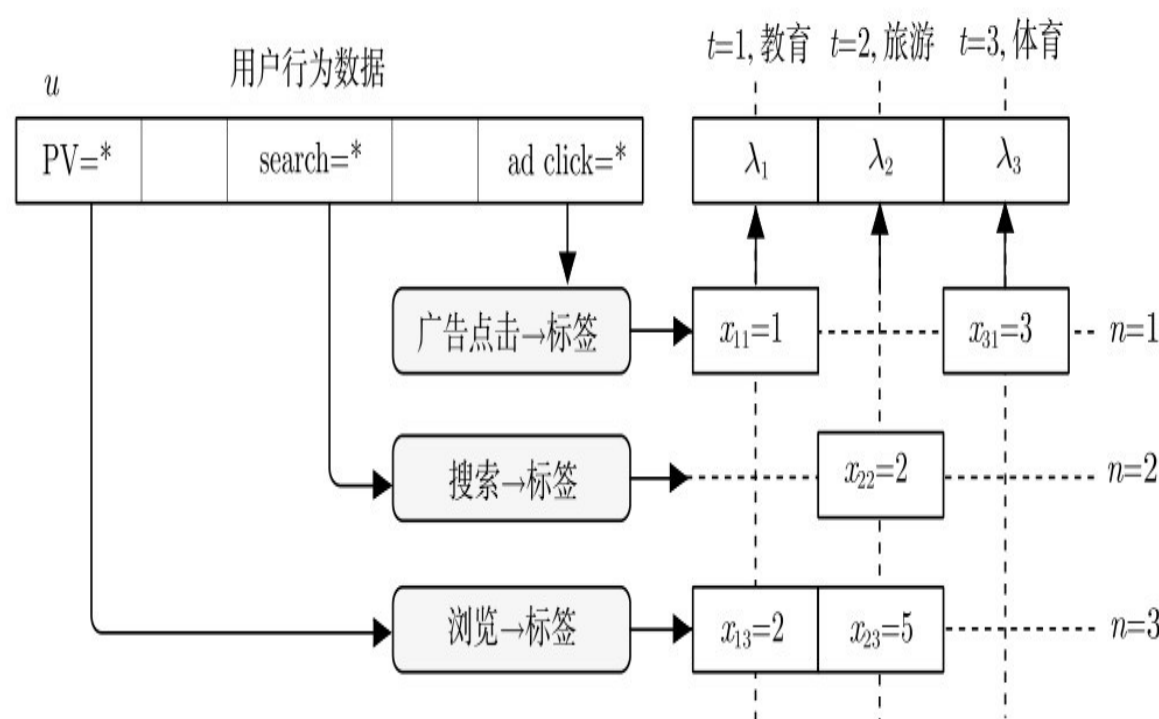 t=1, 教育 t=2, 旅游 t=3, 体育
u 用户行为数据
PV=* search=* ad click=* λ₁ λ₂ λ₃
广告点击→标签 x₁₁=1 x₃₁=3 n=1
搜索→标签 x₂₂=2 n=2
浏览→标签 x₁₃=2 x₂₃=5 n=3